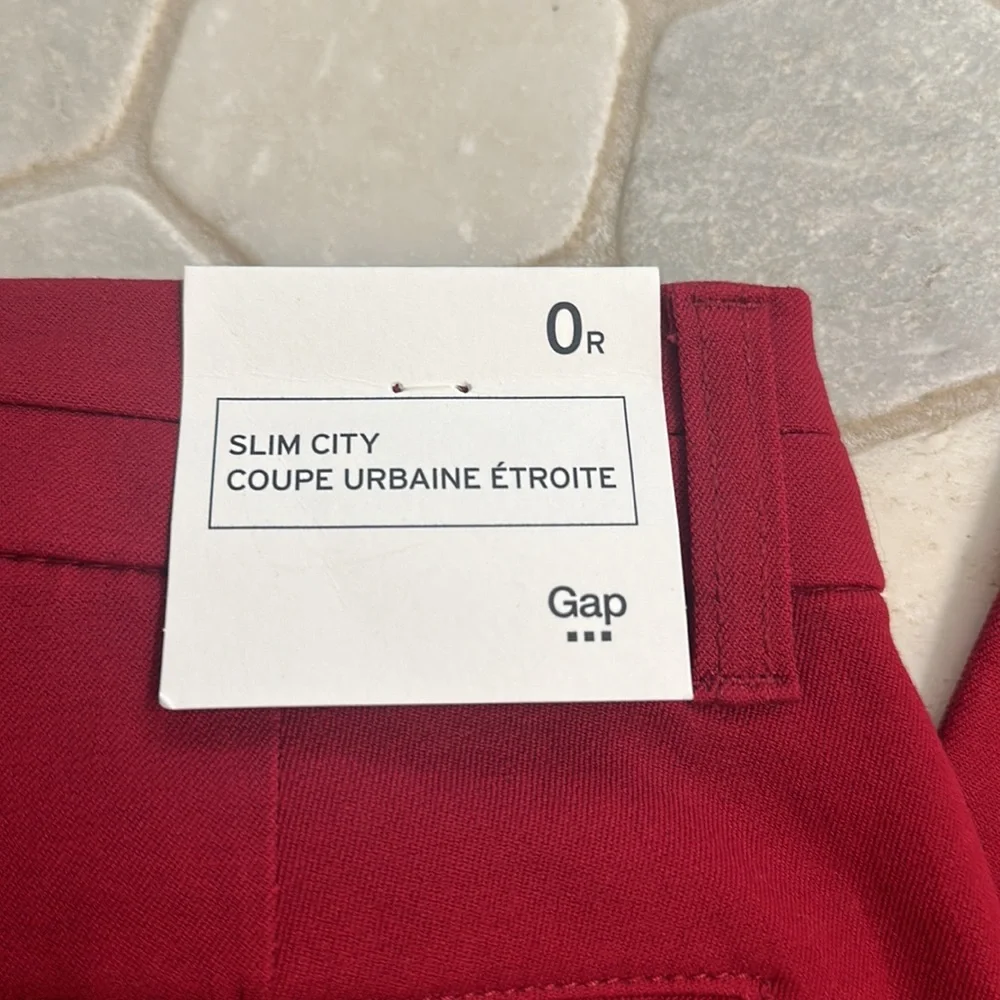 0R
SLIM CITY
COUPE URBAINE ÉTROITE
Gap